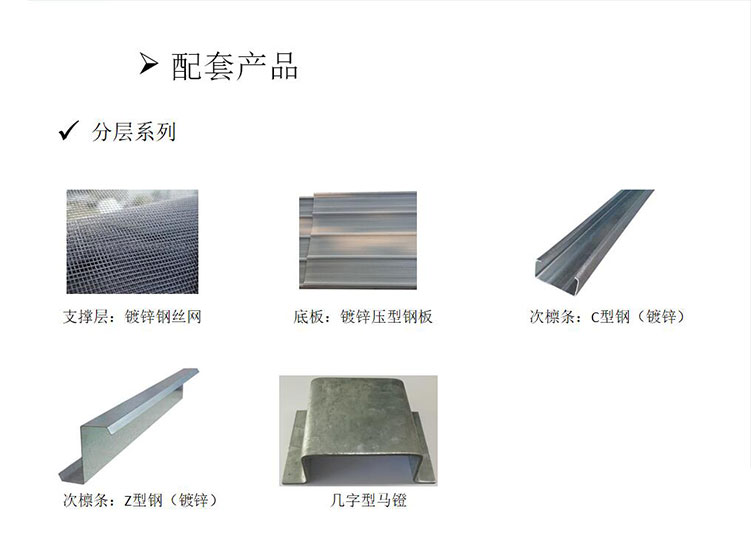 配套产品
分层系列
支撑层：镀锌钢丝网
底板：镀锌压型钢板
次檩条：C型钢（镀锌）
次檩条：Z型钢（镀锌）
几字型马镫